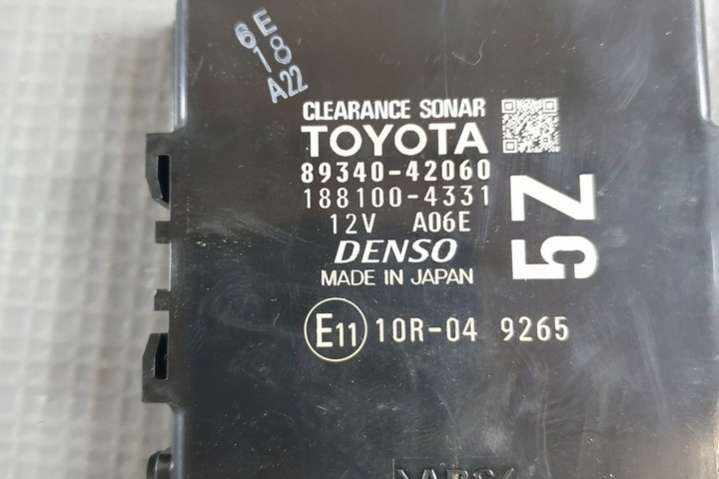 6E
18
A22
CLEARANCE SONAR
TOYOTA
89340-42060
188100-4331
12V A06E
DENSO
MADE IN JAPAN
5Z
E11 10R-04 9265